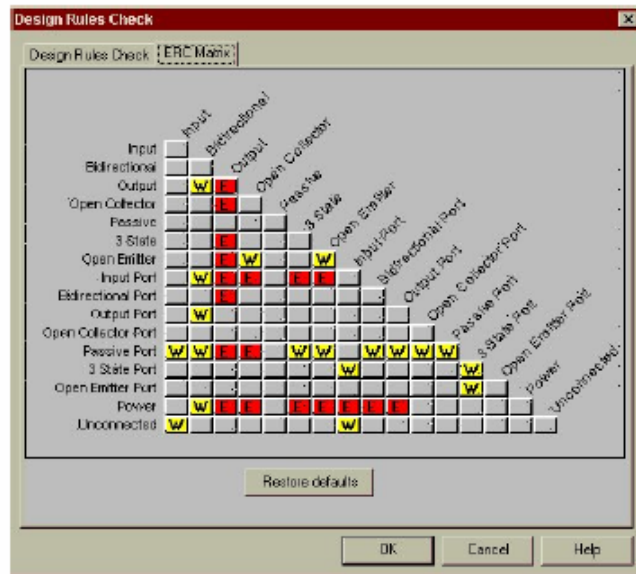 Design Rules Check
Design Rules Check ERC Matrix
Input
Bidirectional
Output
Open Collector
Passive
3 State
Open Emitter
Input Port
Bidirectional Port
Output Port
Open Collector Port
Passive Port
3 State Port
Open Emitter Port
Power
Unconnected
Input
Bidirectional
Output W E
Open Collector E
Passive
3 State E
Open Emitter E W W
Input Port W E E E E
Bidirectional Port E
Output Port W
Open Collector Port
Passive Port W W E E W W W W W W
3 State Port W W
Open Emitter Port W
Power W E E E E E E E
Unconnected W W
Restore defaults
OK Cancel Help